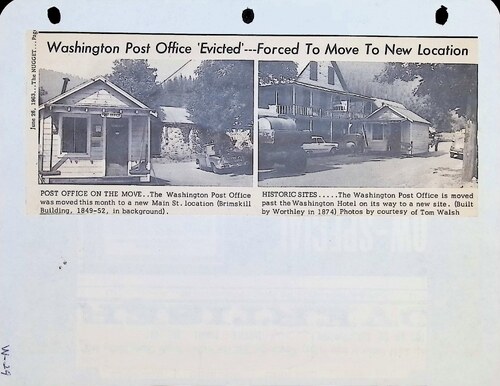 June 26, 1963...The NUGGET...Page
Washington Post Office 'Evicted'---Forced To Move To New Location
POST OFFICE ON THE MOVE..The Washington Post Office
was moved this month to a new Main St. location (Brimskill
Building, 1849-52, in background).
HISTORIC SITES.....The Washington Post Office is moved
past the Washington Hotel on its way to a new site. (Built
by Worthley in 1874) Photos by courtesy of Tom Walsh
W-29